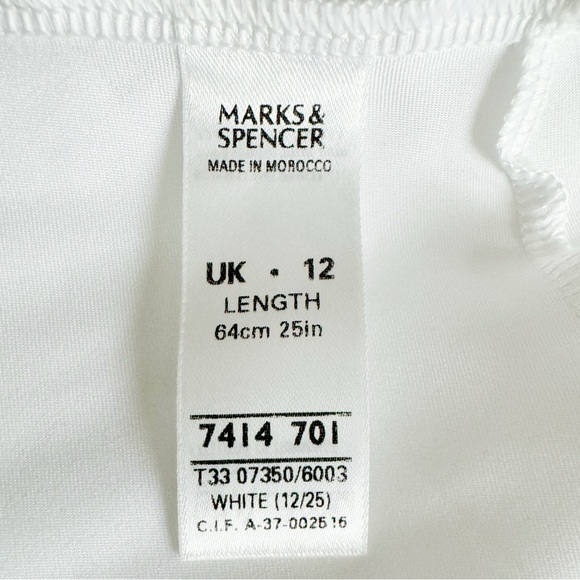 MARKS &
SPENCER
MADE IN MOROCCO
UK • 12
LENGTH
64cm 25in
7414 701
T33 07350/6003
WHITE (12/25)
C.I.F. A-37-002516